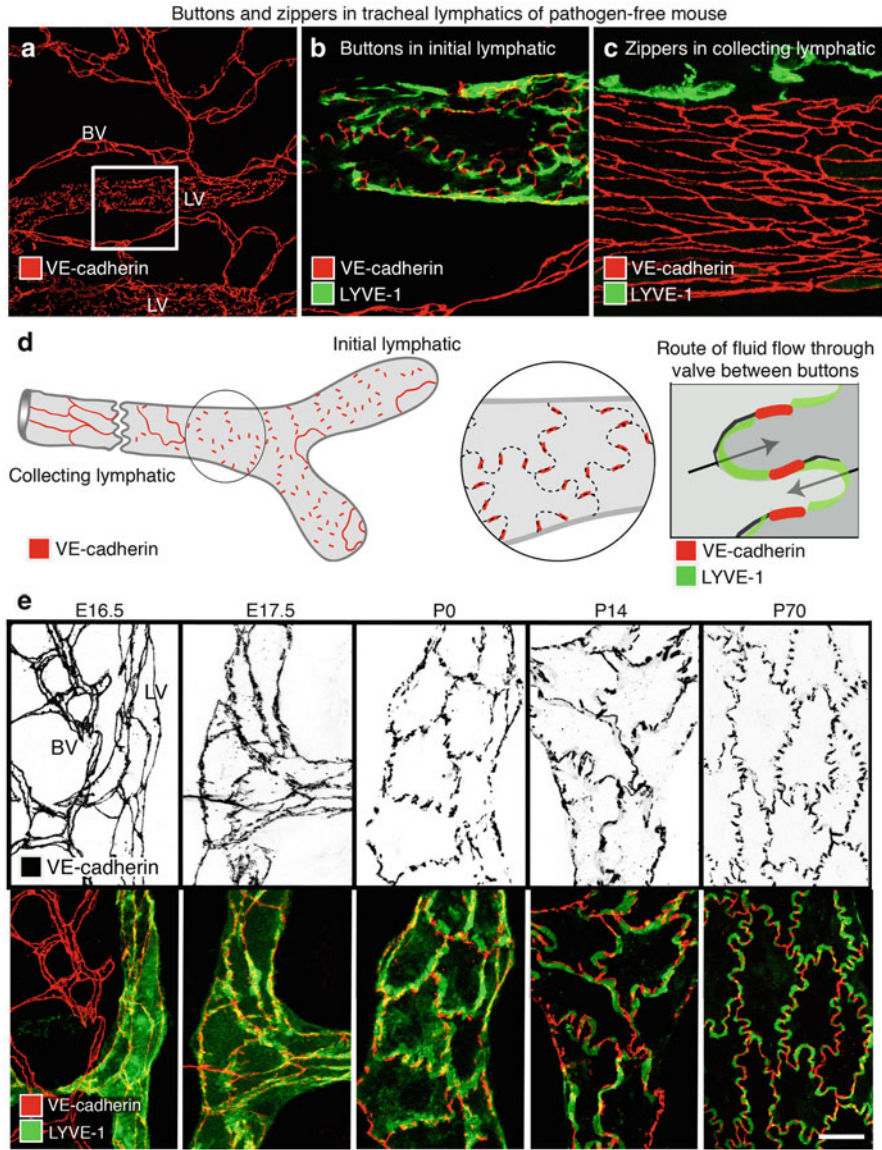 Buttons and zippers in tracheal lymphatics of pathogen-free mouse
a
BV
LV
VE-cadherin
LV
b Buttons in initial lymphatic
VE-cadherin
LYVE-1
c Zippers in collecting lymphatic
VE-cadherin
LYVE-1
d
Initial lymphatic
Collecting lymphatic
VE-cadherin
Route of fluid flow through
valve between buttons
VE-cadherin
LYVE-1
e
E16.5 E17.5 P0 P14 P70
LV
BV
VE-cadherin
VE-cadherin
LYVE-1